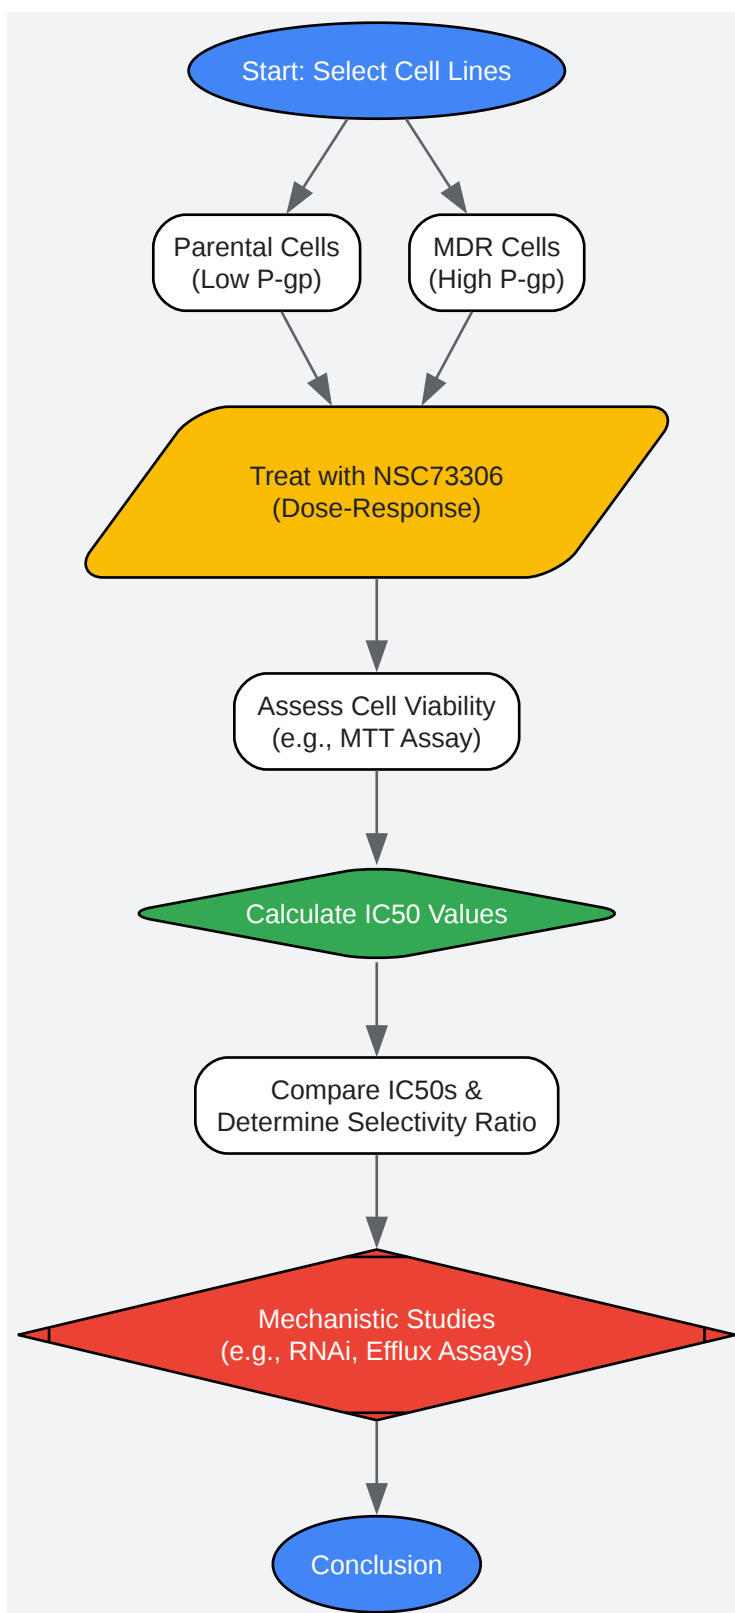 Start: Select Cell Lines
Parental Cells
(Low P-gp)
MDR Cells
(High P-gp)
Treat with NSC73306
(Dose-Response)
Assess Cell Viability
(e.g., MTT Assay)
Calculate IC50 Values
Compare IC50s &
Determine Selectivity Ratio
Mechanistic Studies
(e.g., RNAi, Efflux Assays)
Conclusion